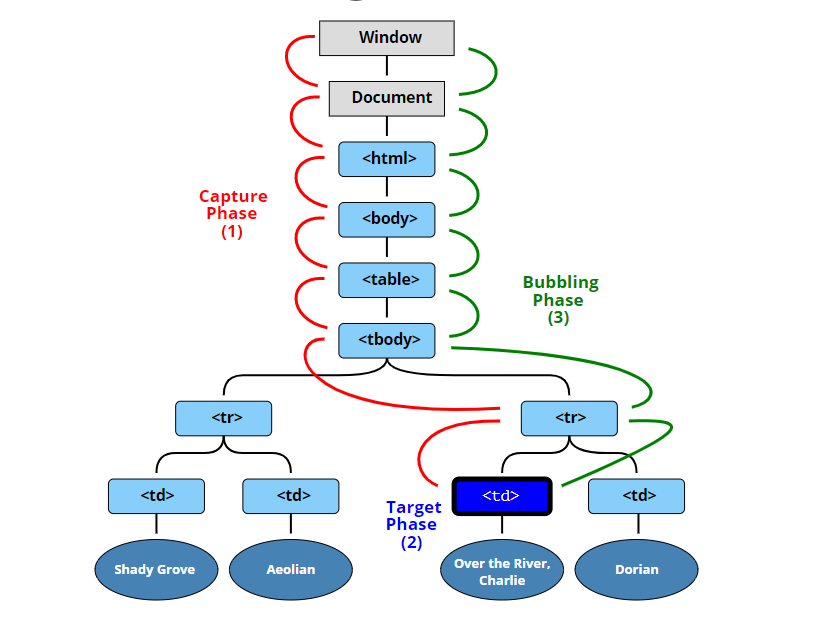 Window
Document
<html>
<body>
<table>
<tbody>
Capture
Phase
(1)
Bubbling
Phase
(3)
<tr>
<tr>
<td>
<td>
<td>
<td>
Target
Phase
(2)
Shady Grove
Aeolian
Over the River,
Charlie
Dorian